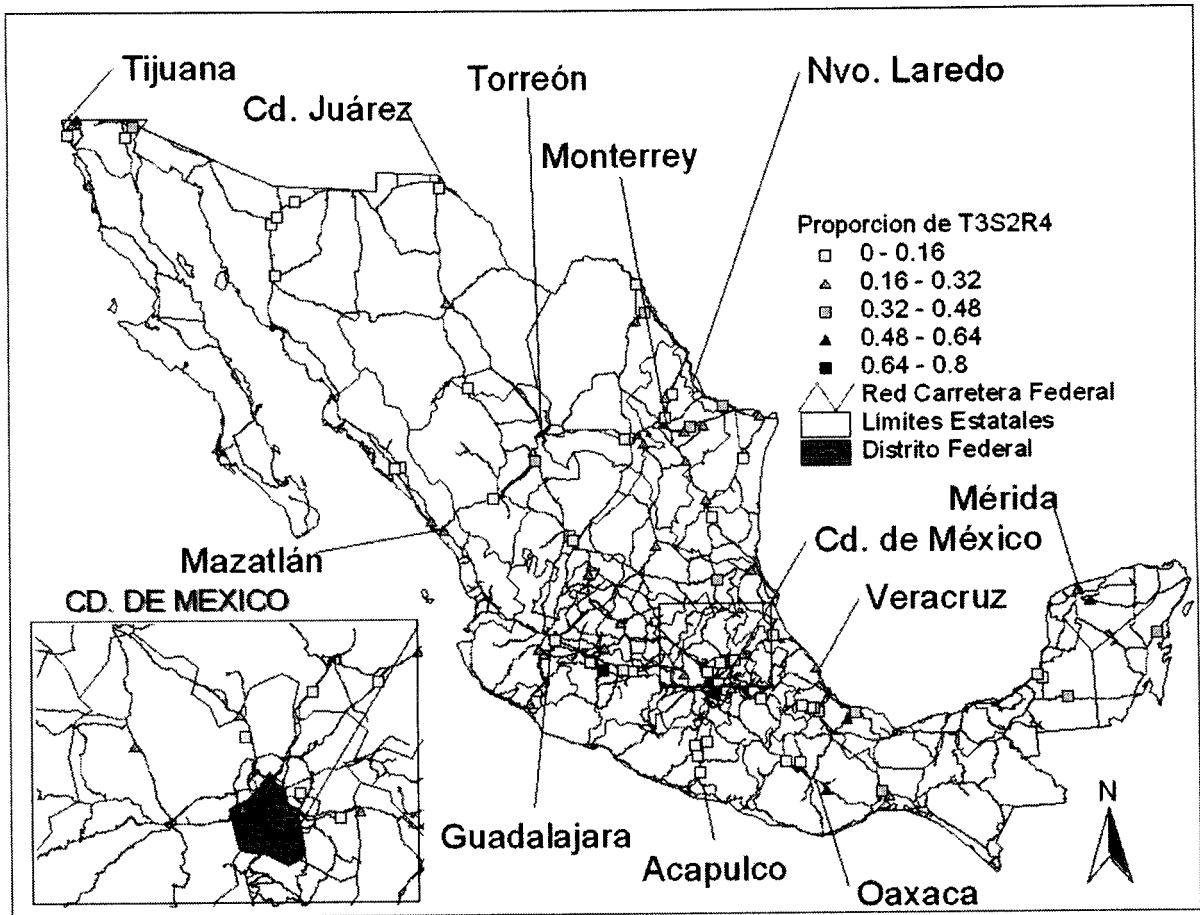 Tijuana
Torreón
Nvo. Laredo
Cd. Juárez
Monterrey
Proporcion de T3S2R4
0 - 0.16
0.16 - 0.32
0.32 - 0.48
0.48 - 0.64
0.64 - 0.8
Red Carretera Federal
Límites Estatales
Distrito Federal
Mérida
Cd. de México
Mazatlán
Veracruz
CD. DE MEXICO
Guadalajara
Acapulco
Oaxaca
N